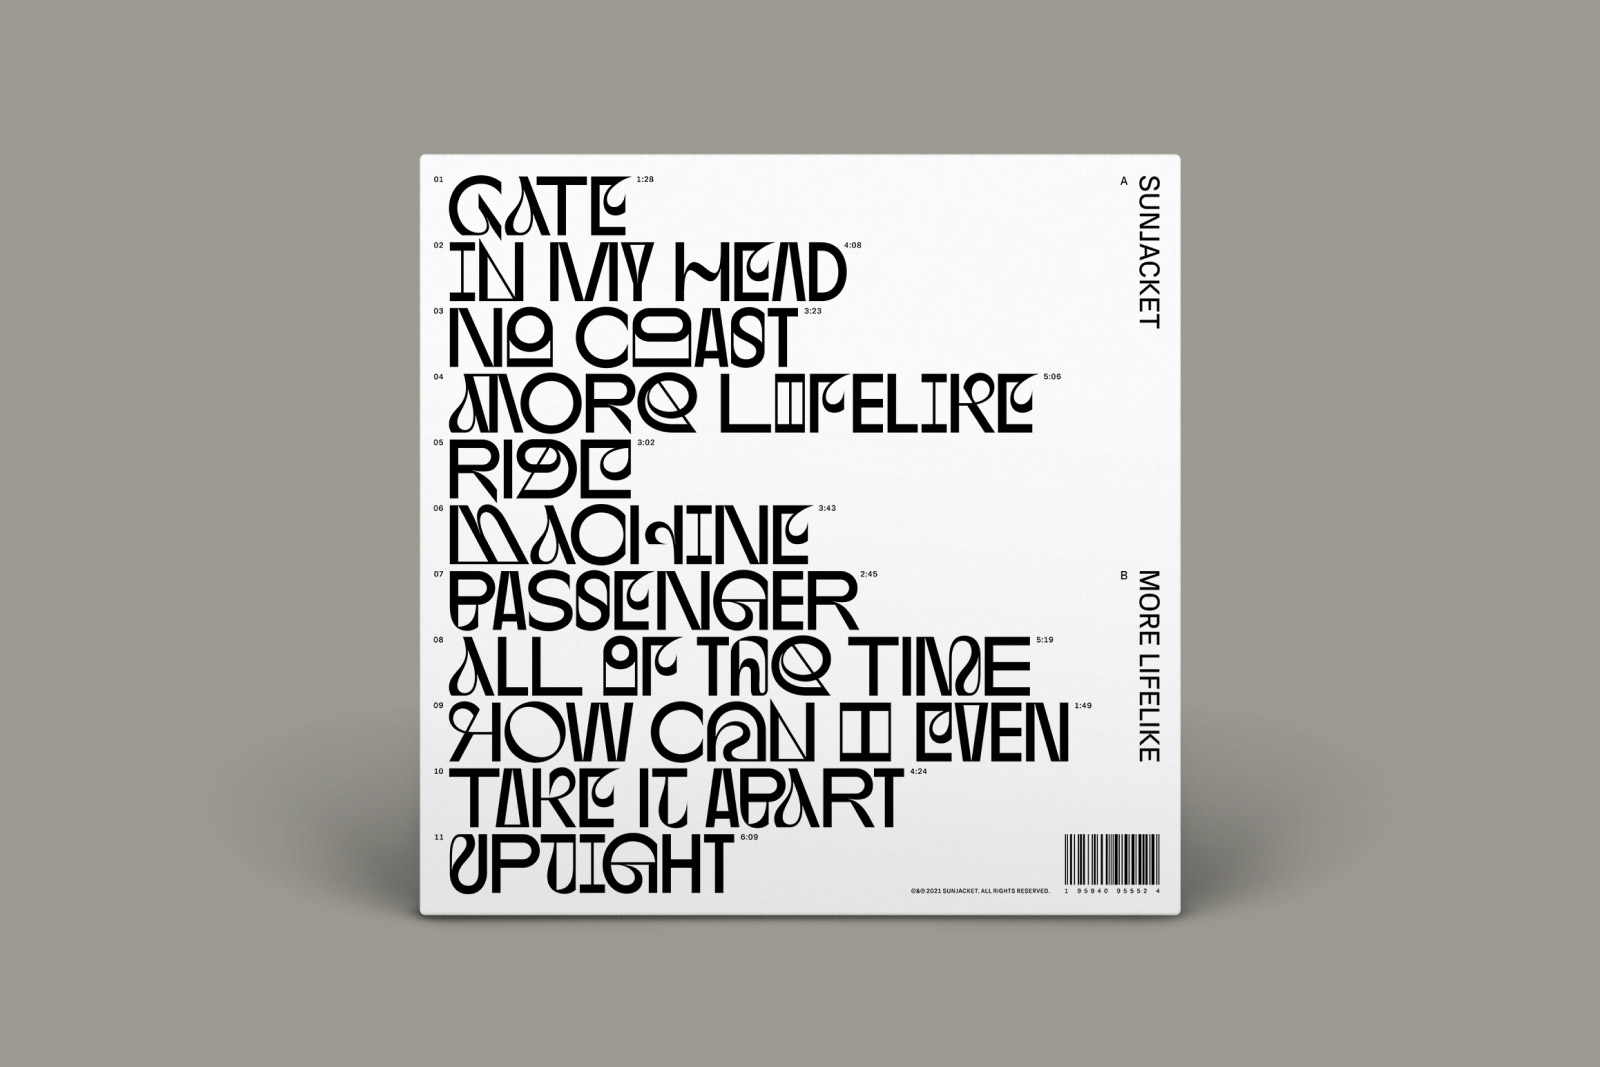 01 GATE 1:28
02 IN MY HEAD 4:08
03 NO COAST 3:23
04 MORE LIFELIKE 5:06
05 RIDE 3:02
06 MACHINE 3:43
07 PASSENGER 2:45
08 ALL OF THE TIME 5:19
09 HOW CAN I EVEN 1:49
10 TAKE IT APART 4:24
11 UPTIGHT 6:09
A SUNJACKET
B MORE LIFELIKE
©&℗ 2021 SUNJACKET. ALL RIGHTS RESERVED.
1 95940 95552 4